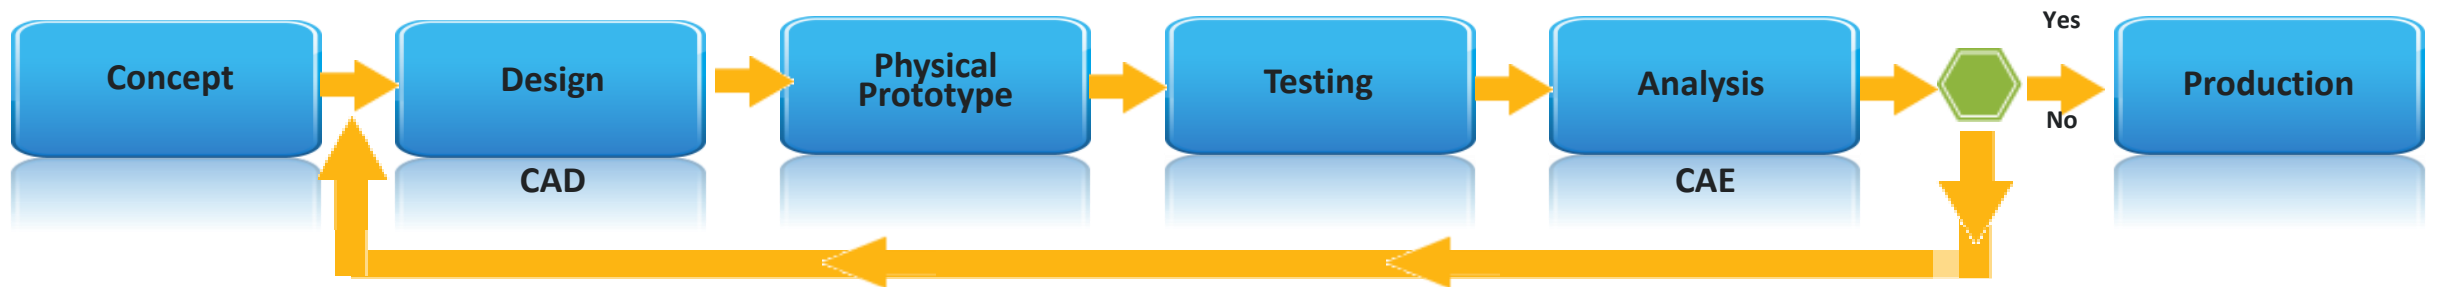 Concept
Design
CAD
Physical
Prototype
Testing
Analysis
CAE
Yes
No
Production